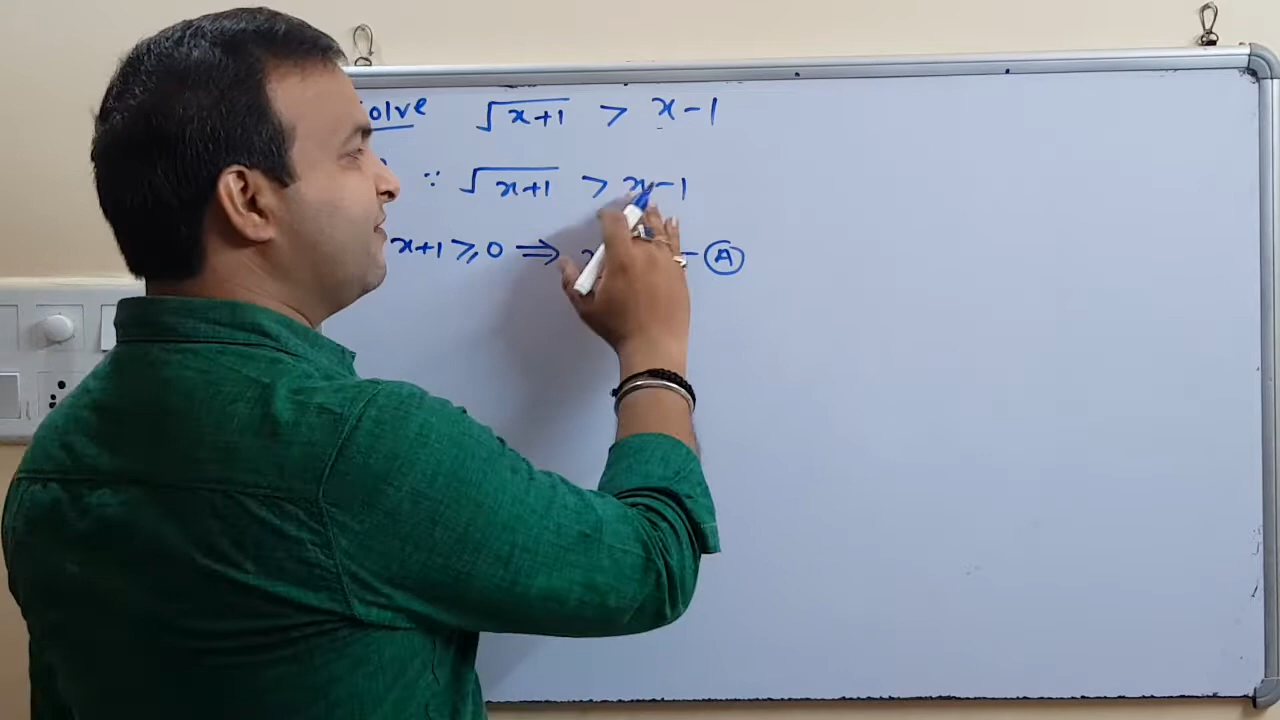 olve √x+1 > x-1
∵ √x+1 > x-1
x+1 ⩾ 0 ⇒ - Ⓐ